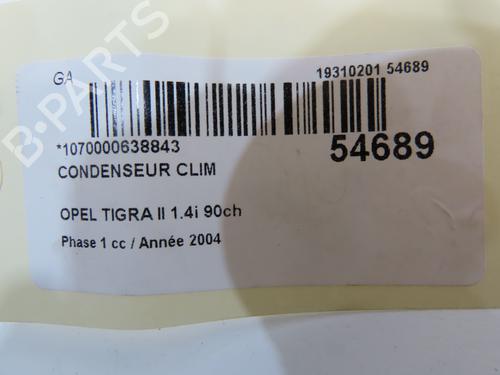 GA
19310201 54689
*1070000638843
54689
CONDENSEUR CLIM
OPEL TIGRA II 1.4i 90ch
Phase 1 cc / Année 2004
B-PARTS